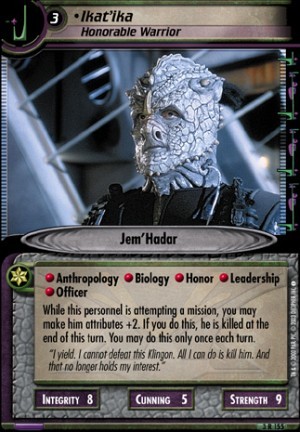 3
•Ikat'ika
Honorable Warrior
Jem'Hadar
Anthropology Biology Honor Leadership
Officer
While this personnel is attempting a mission, you may
make him attributes +2. If you do this, he is killed at the
end of this turn. You may do this only once each turn.
"I yield. I cannot defeat this Klingon. All I can do is kill him. And
that no longer holds my interest."
Integrity 8 Cunning 5 Strength 9
3 R 155